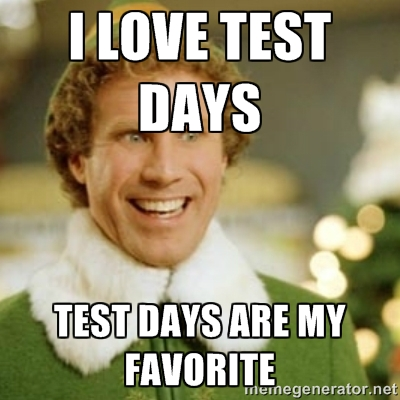 I LOVE TEST
DAYS
TEST DAYS ARE MY
FAVORITE
memegenerator.net